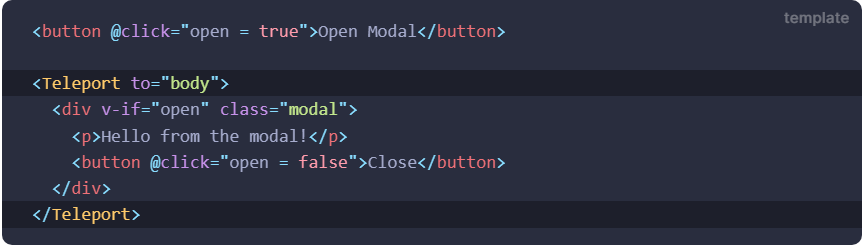 template
<button @click="open = true">Open Modal</button>

<Teleport to="body">
  <div v-if="open" class="modal">
    <p>Hello from the modal!</p>
    <button @click="open = false">Close</button>
  </div>
</Teleport>